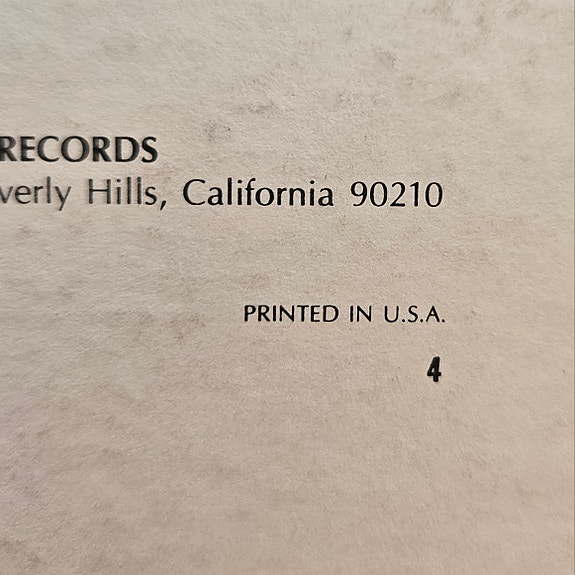 RECORDS
verly Hills, California 90210
PRINTED IN U.S.A.
4